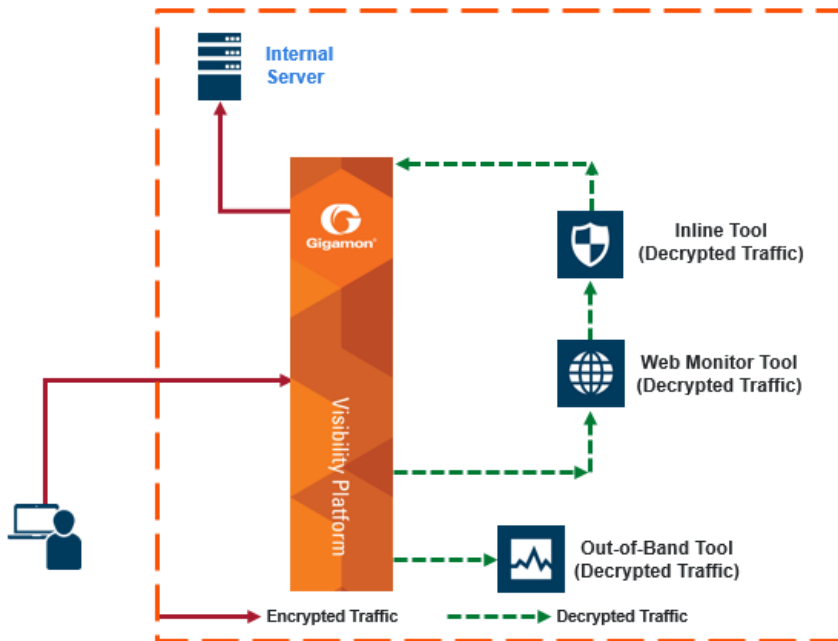 Internal
Server
Gigamon®
Inline Tool
(Decrypted Traffic)
Web Monitor Tool
(Decrypted Traffic)
Visibility Platform
Out-of-Band Tool
(Decrypted Traffic)
Encrypted Traffic
Decrypted Traffic